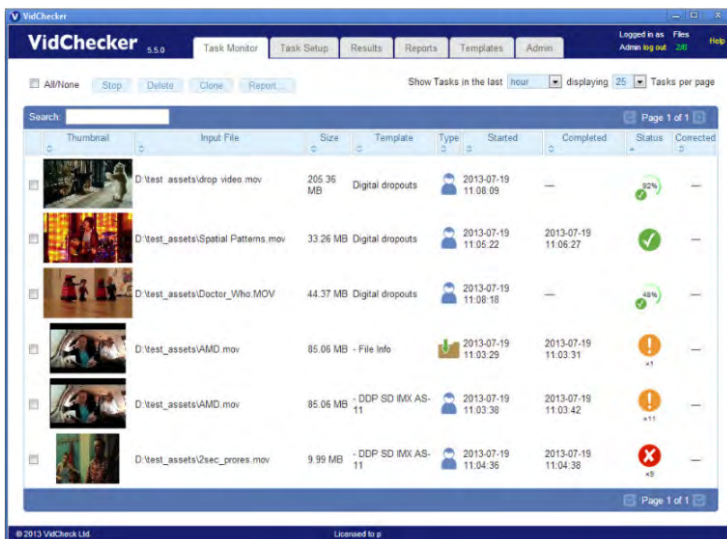 VidChecker
VidChecker 5.5.0
Task Monitor Task Setup Results Reports Templates Admin
Logged in as Files Help
Admin log out 2/0
All/None Stop Delete Clone Report...
Show Tasks in the last hour displaying 25 Tasks per page
Search: Page 1 of 1
Thumbnail Input File Size Template Type Started Completed Status Corrected
D:\test_assets\drop video.mov 205.36 MB Digital dropouts 2013-07-19 11:08:09 — 92% —
D:\test_assets\Spatial Patterns.mov 33.26 MB Digital dropouts 2013-07-19 11:05:22 2013-07-19 11:06:27 —
D:\test_assets\Doctor_Who.MOV 44.37 MB Digital dropouts 2013-07-19 11:08:18 — 48% —
D:\test_assets\AMD.mov 85.06 MB - File Info 2013-07-19 11:03:29 2013-07-19 11:03:31 x1 —
D:\test_assets\AMD.mov 85.06 MB - DDP SD IMX AS-11 2013-07-19 11:03:38 2013-07-19 11:03:42 x11 —
D:\test_assets\2sec_prores.mov 9.99 MB - DDP SD IMX AS-11 2013-07-19 11:04:36 2013-07-19 11:04:38 x9 —
Page 1 of 1
© 2013 VidCheck Ltd. Licensed to p